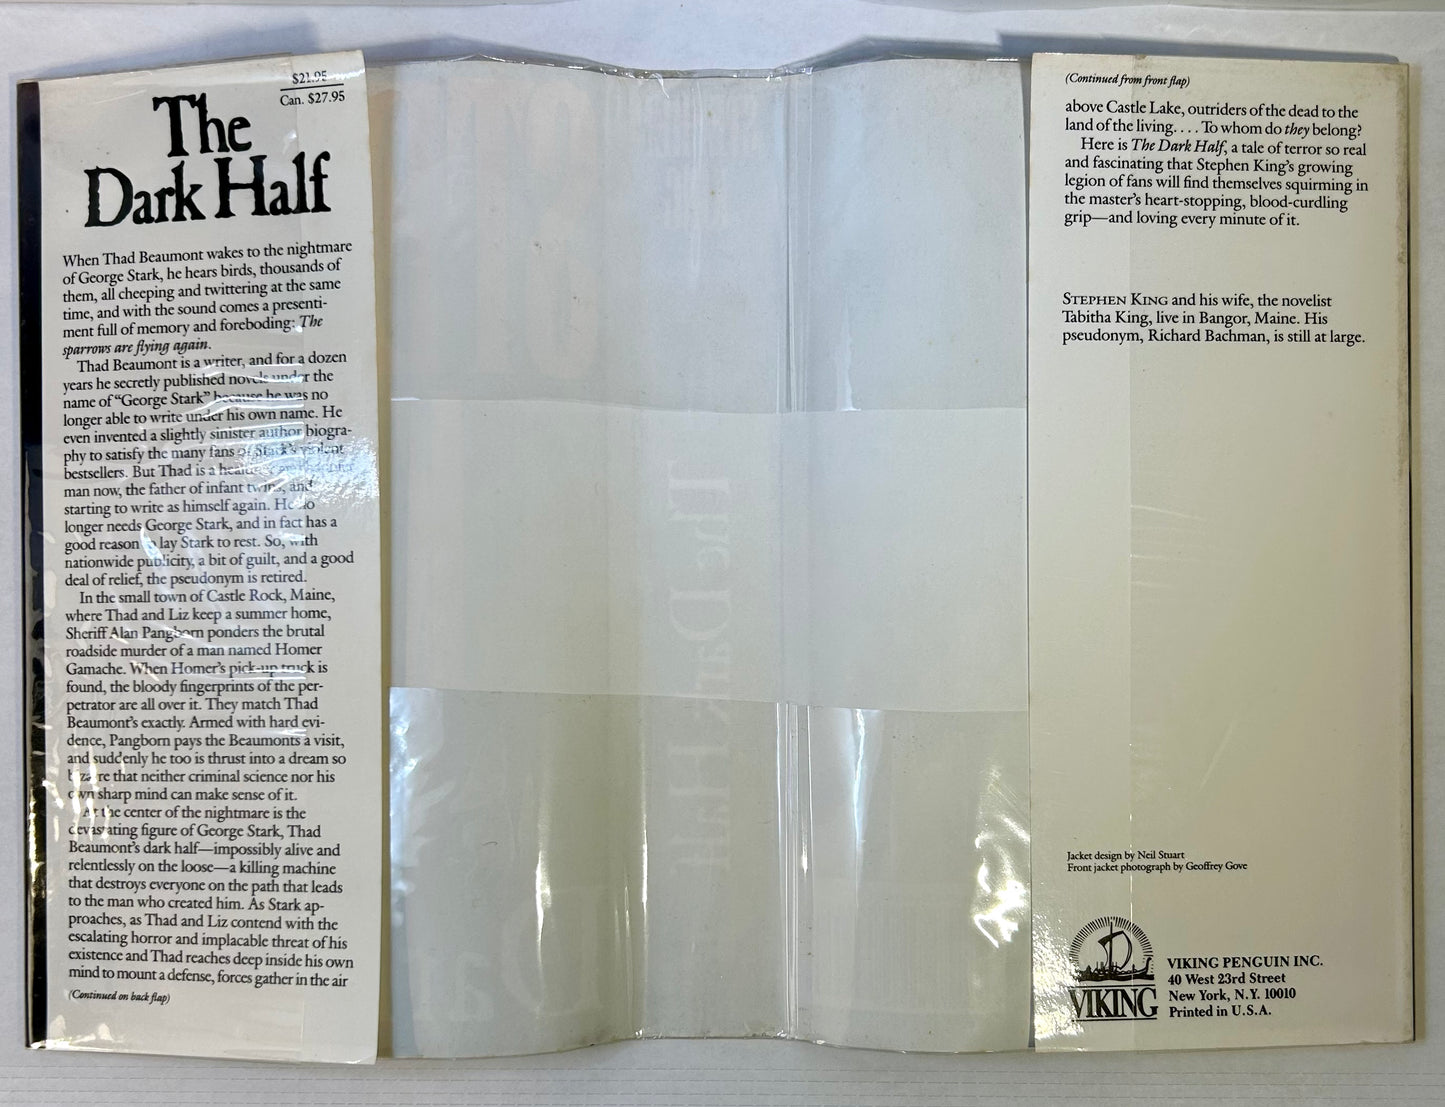 $21.95
Can. $27.95
The
Dark Half
When Thad Beaumont wakes to the nightmare
of George Stark, he hears birds, thousands of
them, all cheeping and twittering at the same
time, and with the sound comes a presenti-
ment full of memory and foreboding: The
sparrows are flying again.
Thad Beaumont is a writer, and for a dozen
years he secretly published novels under the
name of "George Stark" because he was no
longer able to write under his own name. He
even invented a slightly sinister author biogra-
phy to satisfy the many fans of Stark's violent
bestsellers. But Thad is a
man now, the father of infant twins, and
starting to write as himself again. He no
longer needs George Stark, and in fact has a
good reason to lay Stark to rest. So, with
nationwide publicity, a bit of guilt, and a good
deal of relief, the pseudonym is retired.
In the small town of Castle Rock, Maine,
where Thad and Liz keep a summer home,
Sheriff Alan Pangborn ponders the brutal
roadside murder of a man named Homer
Gamache. When Homer's pick-up truck is
found, the bloody fingerprints of the per-
petrator are all over it. They match Thad
Beaumont's exactly. Armed with hard evi-
dence, Pangborn pays the Beaumonts a visit,
and suddenly he too is thrust into a dream so
bizarre that neither criminal science nor his
own sharp mind can make sense of it.
At the center of the nightmare is the
devastating figure of George Stark, Thad
Beaumont's dark half—impossibly alive and
relentlessly on the loose—a killing machine
that destroys everyone on the path that leads
to the man who created him. As Stark ap-
proaches, as Thad and Liz contend with the
escalating horror and implacable threat of his
existence and Thad reaches deep inside his own
mind to mount a defense, forces gather in the air
(Continued on back flap)
(Continued from front flap)
above Castle Lake, outriders of the dead to the
land of the living. . . . To whom do they belong?
Here is The Dark Half, a tale of terror so real
and fascinating that Stephen King's growing
legion of fans will find themselves squirming in
the master's heart-stopping, blood-curdling
grip—and loving every minute of it.
STEPHEN KING and his wife, the novelist
Tabitha King, live in Bangor, Maine. His
pseudonym, Richard Bachman, is still at large.
Jacket design by Neil Stuart
Front jacket photograph by Geoffrey Gove
VIKING
VIKING PENGUIN INC.
40 West 23rd Street
New York, N.Y. 10010
Printed in U.S.A.